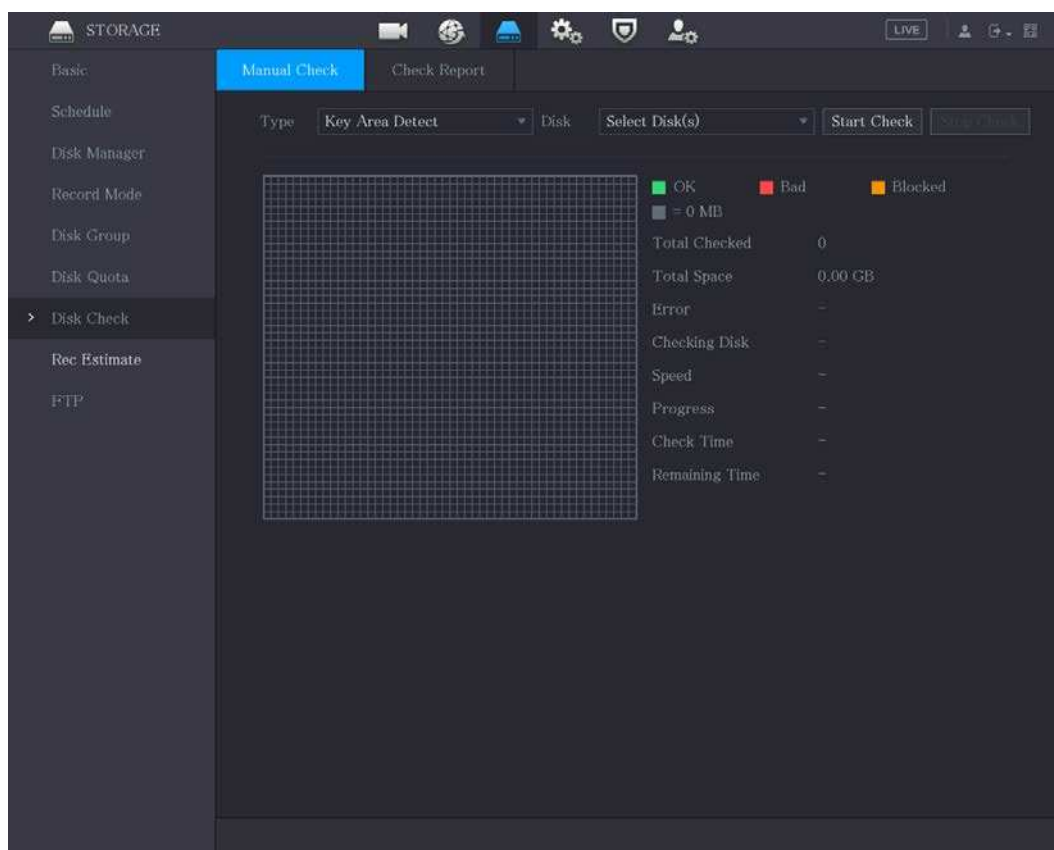 STORAGE LIVE
Basic
Manual Check Check Report
Schedule
Type Key Area Detect Disk Select Disk(s) Start Check Stop Check
Disk Manager
Record Mode
OK Bad Blocked
= 0 MB
Disk Group
Total Checked 0
Disk Quota
Total Space 0.00 GB
Error -
Disk Check
Checking Disk -
Rec Estimate
Speed -
FTP
Progress -
Check Time -
Remaining Time -